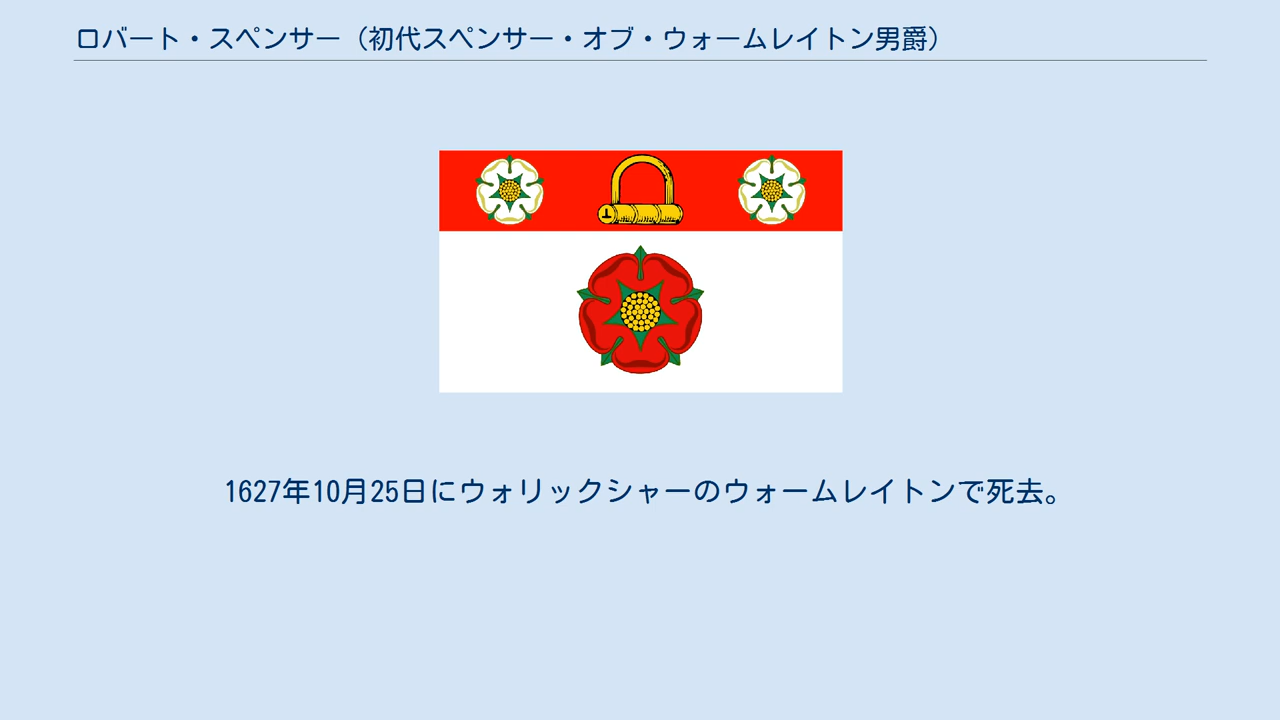 ロバート・スペンサー（初代スペンサー・オブ・ウォームレイトン男爵）
1627年10月25日にウォリックシャーのウォームレイトンで死去。